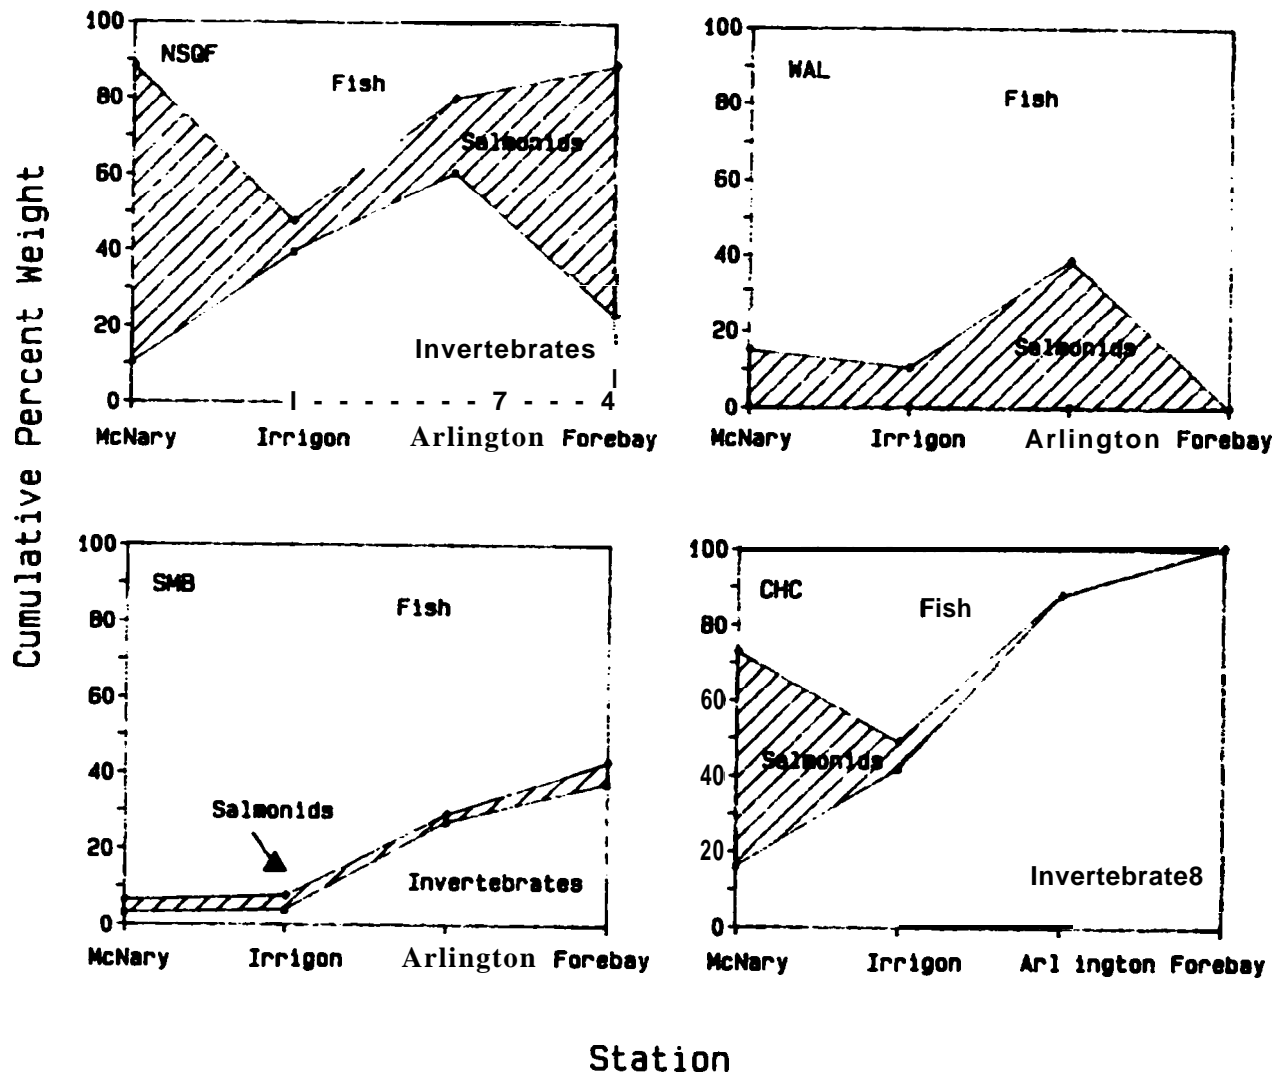 Cumulative Percent Weight
100
80
60
40
20
0
NSQF
Fish
Salmonids
Invertebrates
I - - - - - - - - 7 - - - 4
McNary Irrigon Arlington Forebay
100
80
60
40
20
0
WAL
Fish
Salmonids
McNary Irrigon Arlington Forebay
100
80
60
40
20
0
SMB
Fish
Salmonids
Invertebrates
McNary Irrigon Arlington Forebay
100
80
60
40
20
0
CHC
Fish
Salmonids
Invertebrate8
McNary Irrigon Arl ington Forebay
Station